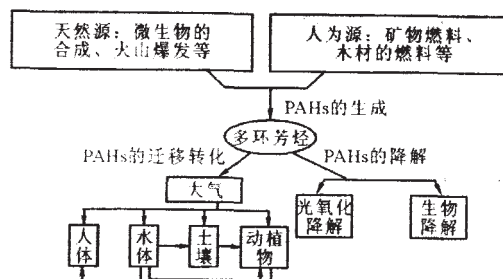 天然源：微生物的
合成、火山爆发等
人为源：矿物燃料、
木材的燃料等
PAHs的生成
多环芳烃
PAHs的迁移转化
PAHs的降解
大气
光氧化
降解
生物
降解
人体
水体
土壤
动植物